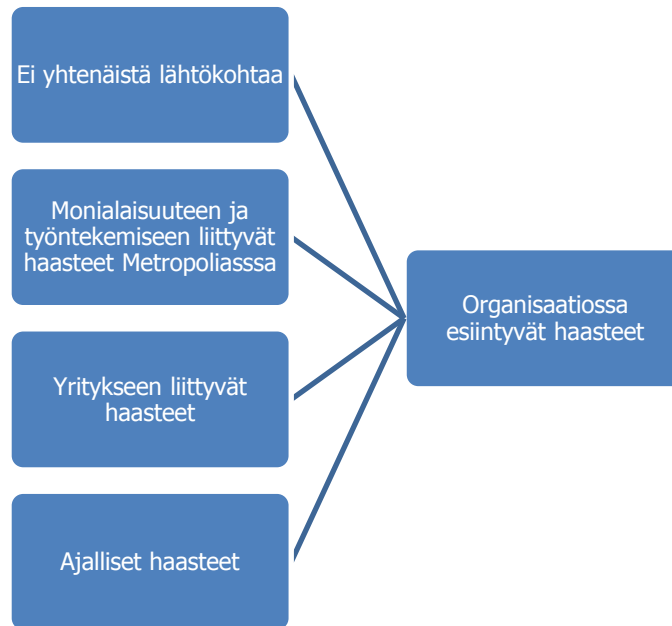 Ei yhtenäistä lähtökohtaa
Monialaisuuteen ja
työntekemiseen liittyvät
haasteet Metropoliasssa
Organisaatiossa
esiintyvät haasteet
Yritykseen liittyvät
haasteet
Ajalliset haasteet